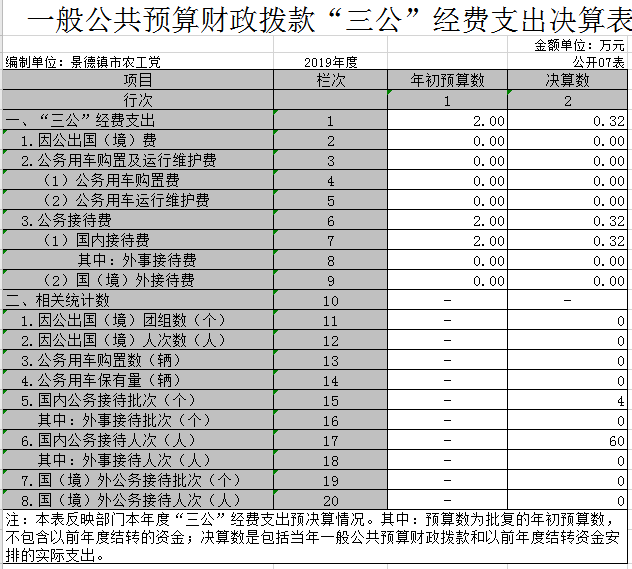 一般公共预算财政拨款“三公”经费支出决算表
金额单位：万元
编制单位：景德镇市农工党 2019年度 公开07表
项目 栏次 年初预算数 决算数
行次 1 2
一、“三公”经费支出 1 2.00 0.32
1.因公出国（境）费 2 0.00 0.00
2.公务用车购置及运行维护费 3 0.00 0.00
（1）公务用车购置费 4 0.00 0.00
（2）公务用车运行维护费 5 0.00 0.00
3.公务接待费 6 2.00 0.32
（1）国内接待费 7 2.00 0.32
其中：外事接待费 8 0.00 0.00
（2）国（境）外接待费 9 0.00 0.00
二、相关统计数 10 － －
1.因公出国（境）团组数（个） 11 － 0
2.因公出国（境）人次数（人） 12 － 0
3.公务用车购置数（辆） 13 － 0
4.公务用车保有量（辆） 14 － 0
5.国内公务接待批次（个） 15 － 4
其中：外事接待批次（个） 16 － 0
6.国内公务接待人次（人） 17 － 60
其中：外事接待人次（人） 18 － 0
7.国（境）外公务接待批次（个） 19 － 0
8.国（境）外公务接待人次（人） 20 － 0
注：本表反映部门本年度“三公”经费支出预决算情况。其中：预算数为批复的年初预算数，
不包含以前年度结转的资金；决算数是包括当年一般公共预算财政拨款和以前年度结转资金安
排的实际支出。